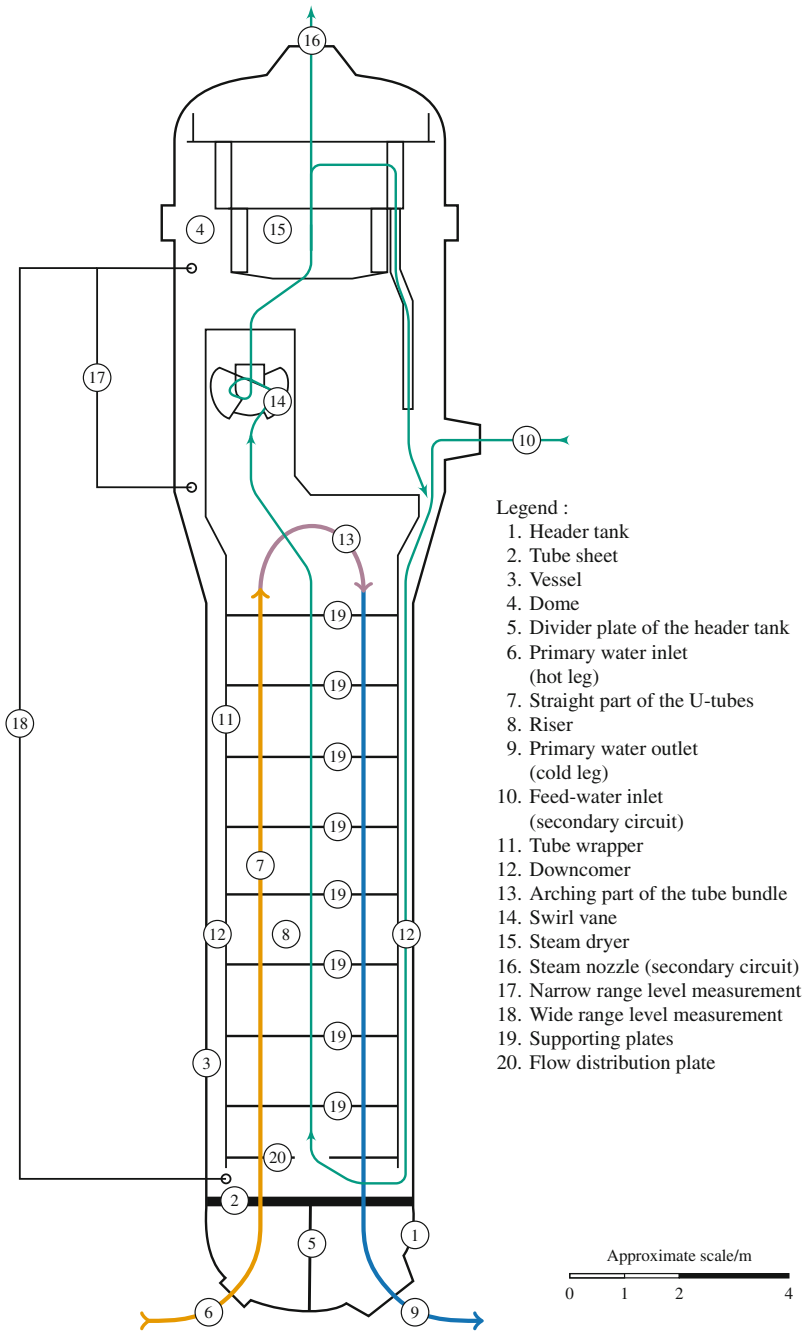 16
4
15
17
14
10
13
19
19
18
11
19
19
7
19
12
8
12
19
19
3
19
20
2
1
5
6
9
Legend :
1. Header tank
2. Tube sheet
3. Vessel
4. Dome
5. Divider plate of the header tank
6. Primary water inlet
(hot leg)
7. Straight part of the U-tubes
8. Riser
9. Primary water outlet
(cold leg)
10. Feed-water inlet
(secondary circuit)
11. Tube wrapper
12. Downcomer
13. Arching part of the tube bundle
14. Swirl vane
15. Steam dryer
16. Steam nozzle (secondary circuit)
17. Narrow range level measurement
18. Wide range level measurement
19. Supporting plates
20. Flow distribution plate
Approximate scale/m
0 1 2 4